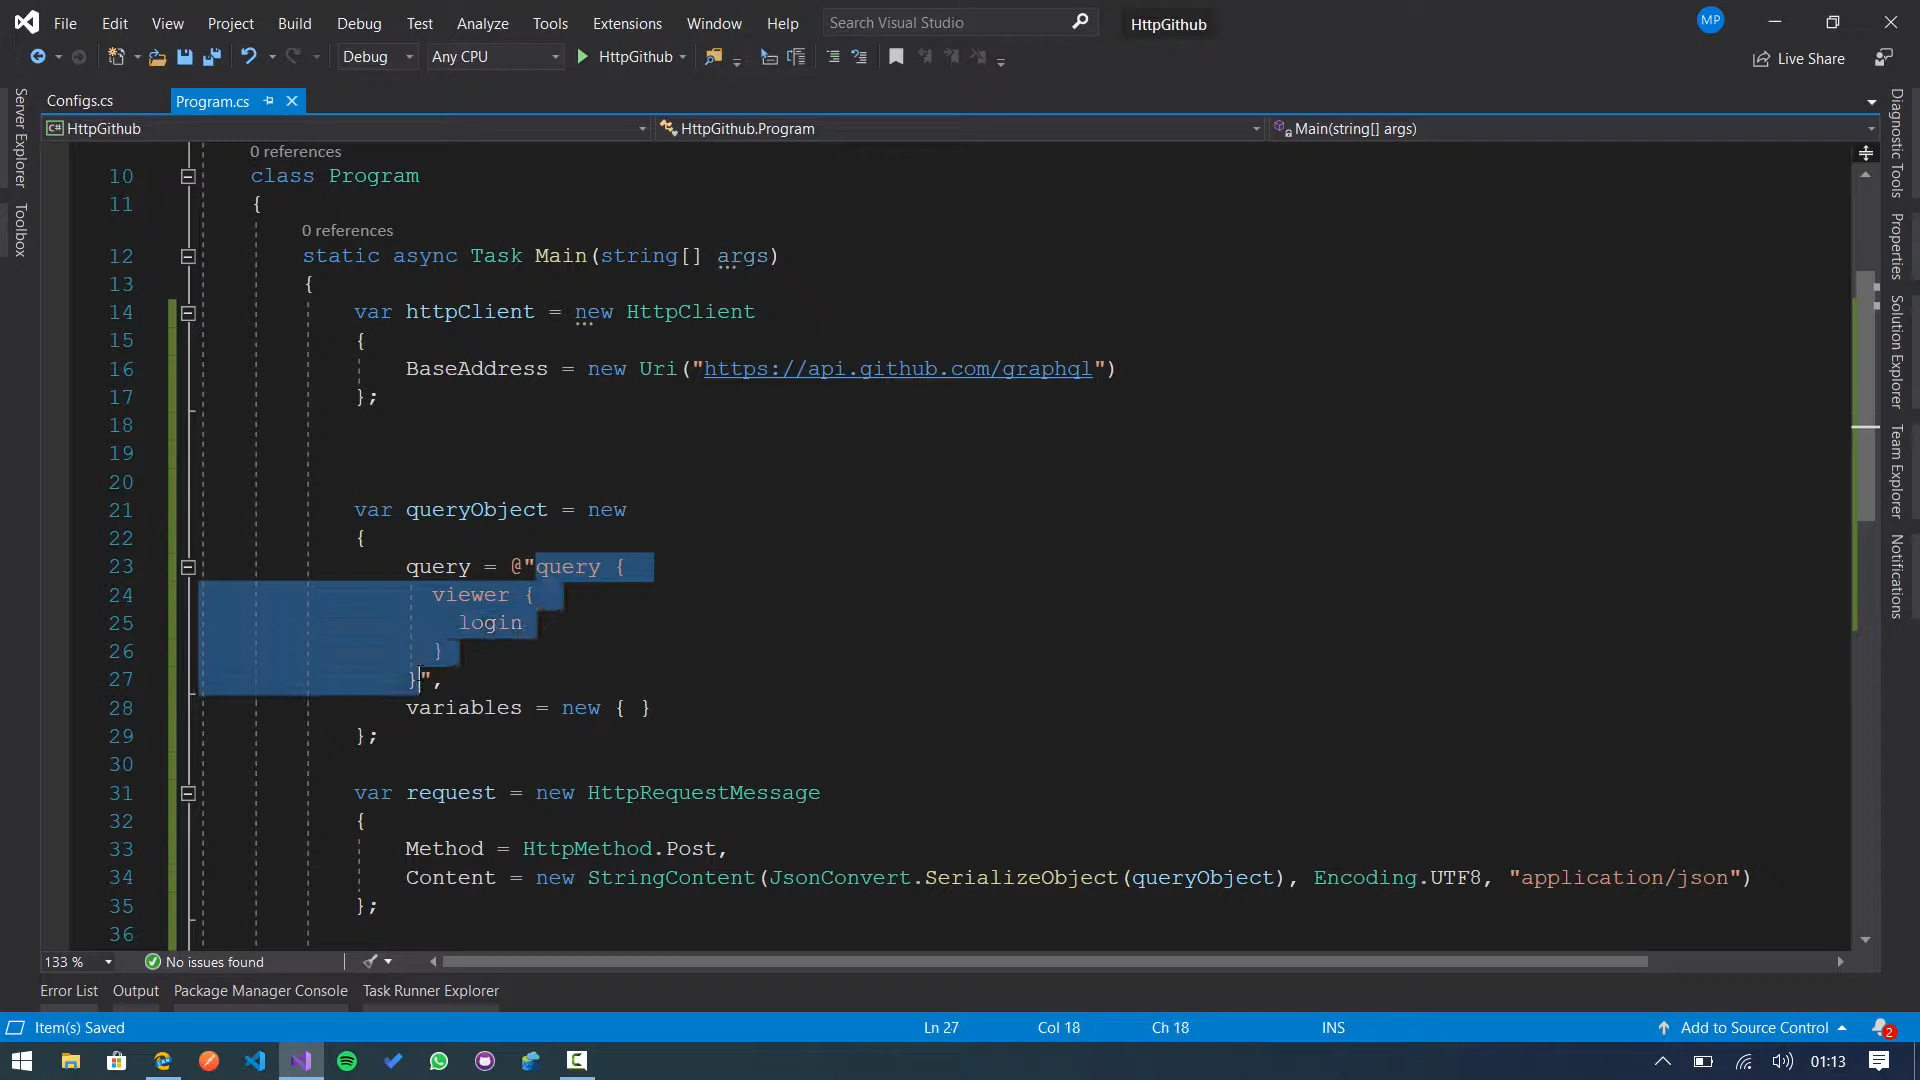 File Edit View Project Build Debug Test Analyze Tools Extensions Window Help Search Visual Studio HttpGithub MP
Debug Any CPU HttpGithub Live Share
Configs.cs Program.cs
C# HttpGithub HttpGithub.Program Main(string[] args)
Server Explorer
Toolbox
0 references
10 class Program
11 {
0 references
12 static async Task Main(string[] args)
13 {
14 var httpClient = new HttpClient
15 {
16 BaseAddress = new Uri("https://api.github.com/graphql")
17 };
18
19
20
21 var queryObject = new
22 {
23 query = @"query {
24 viewer {
25 login
26 }
27 }",
28 variables = new { }
29 };
30
31 var request = new HttpRequestMessage
32 {
33 Method = HttpMethod.Post,
34 Content = new StringContent(JsonConvert.SerializeObject(queryObject), Encoding.UTF8, "application/json")
35 };
36
Diagnostic Tools
Properties
Solution Explorer
Team Explorer
Notifications
133 % No issues found
Error List Output Package Manager Console Task Runner Explorer
Item(s) Saved Ln 27 Col 18 Ch 18 INS Add to Source Control 2
01:13